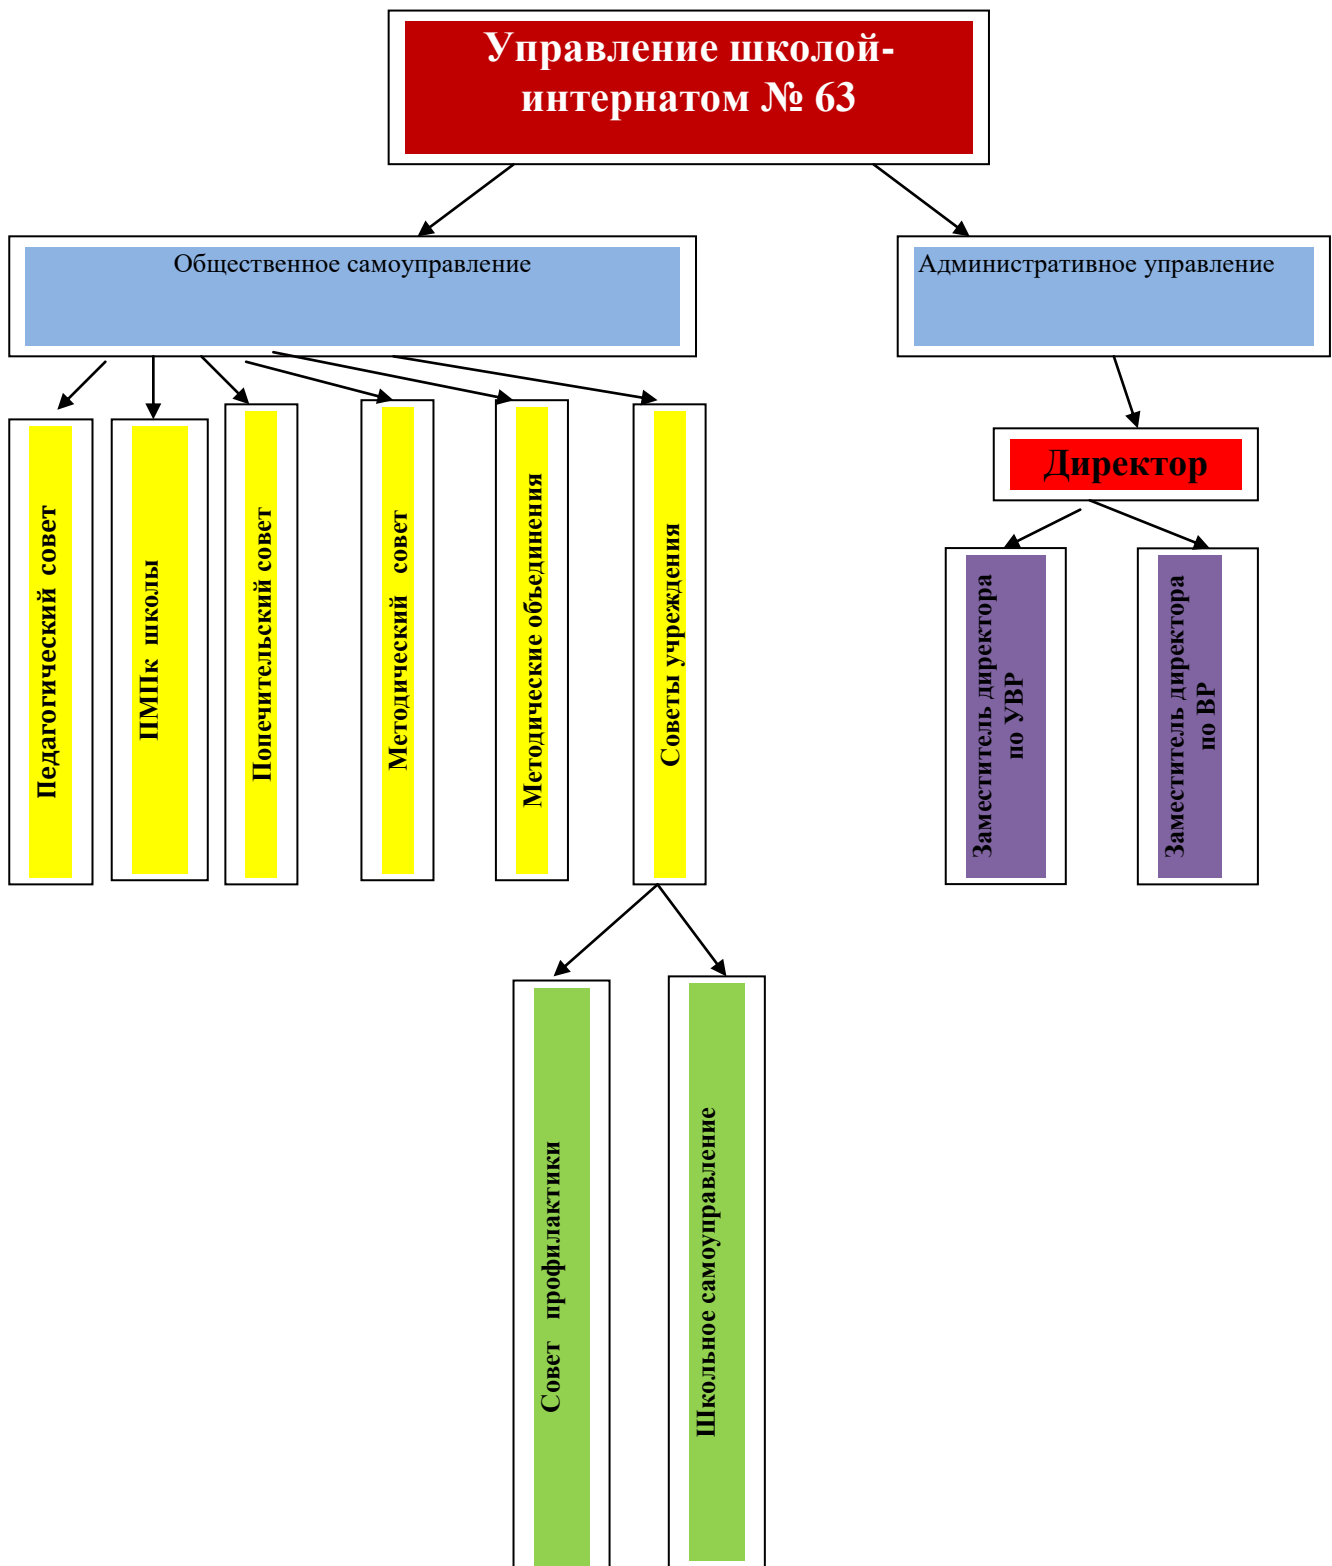 Управление школой-
интернатом № 63
Общественное самоуправление
Административное управление
Директор
Педагогический совет
ПМПк школы
Попечительский совет
Методический совет
Методические объединения
Советы учреждения
Заместитель директора
по УВР
Заместитель директора
по ВР
Совет профилактики
Школьное самоуправление